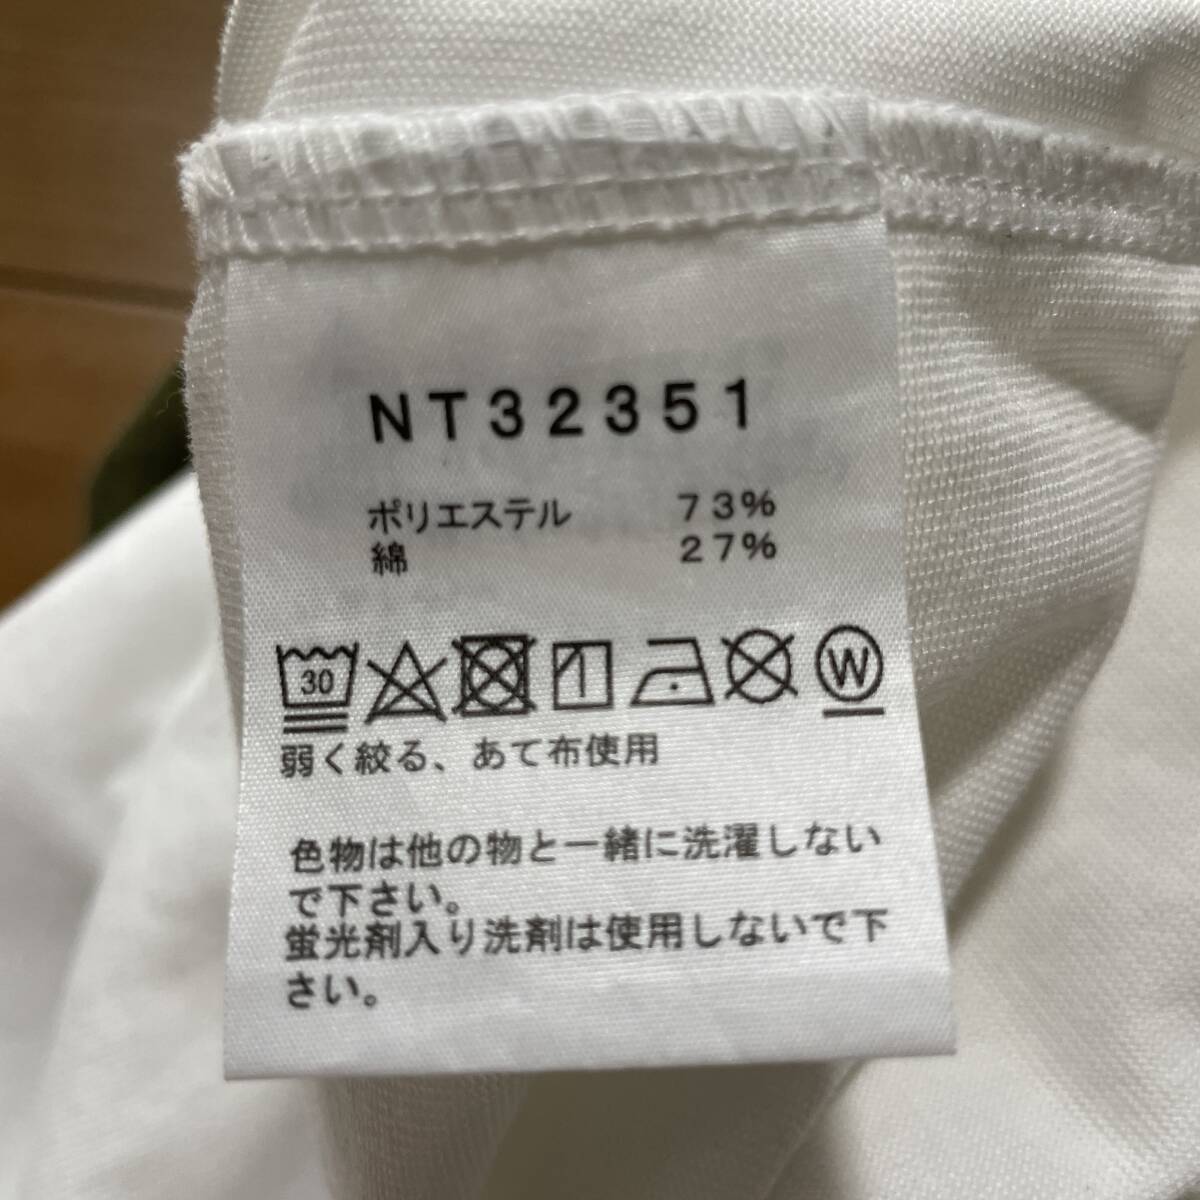 NT32351
ポリエステル 73%
綿 27%
30 W
弱く絞る、あて布使用
色物は他の物と一緒に洗濯しない
で下さい。
蛍光剤入り洗剤は使用しないで下
さい。